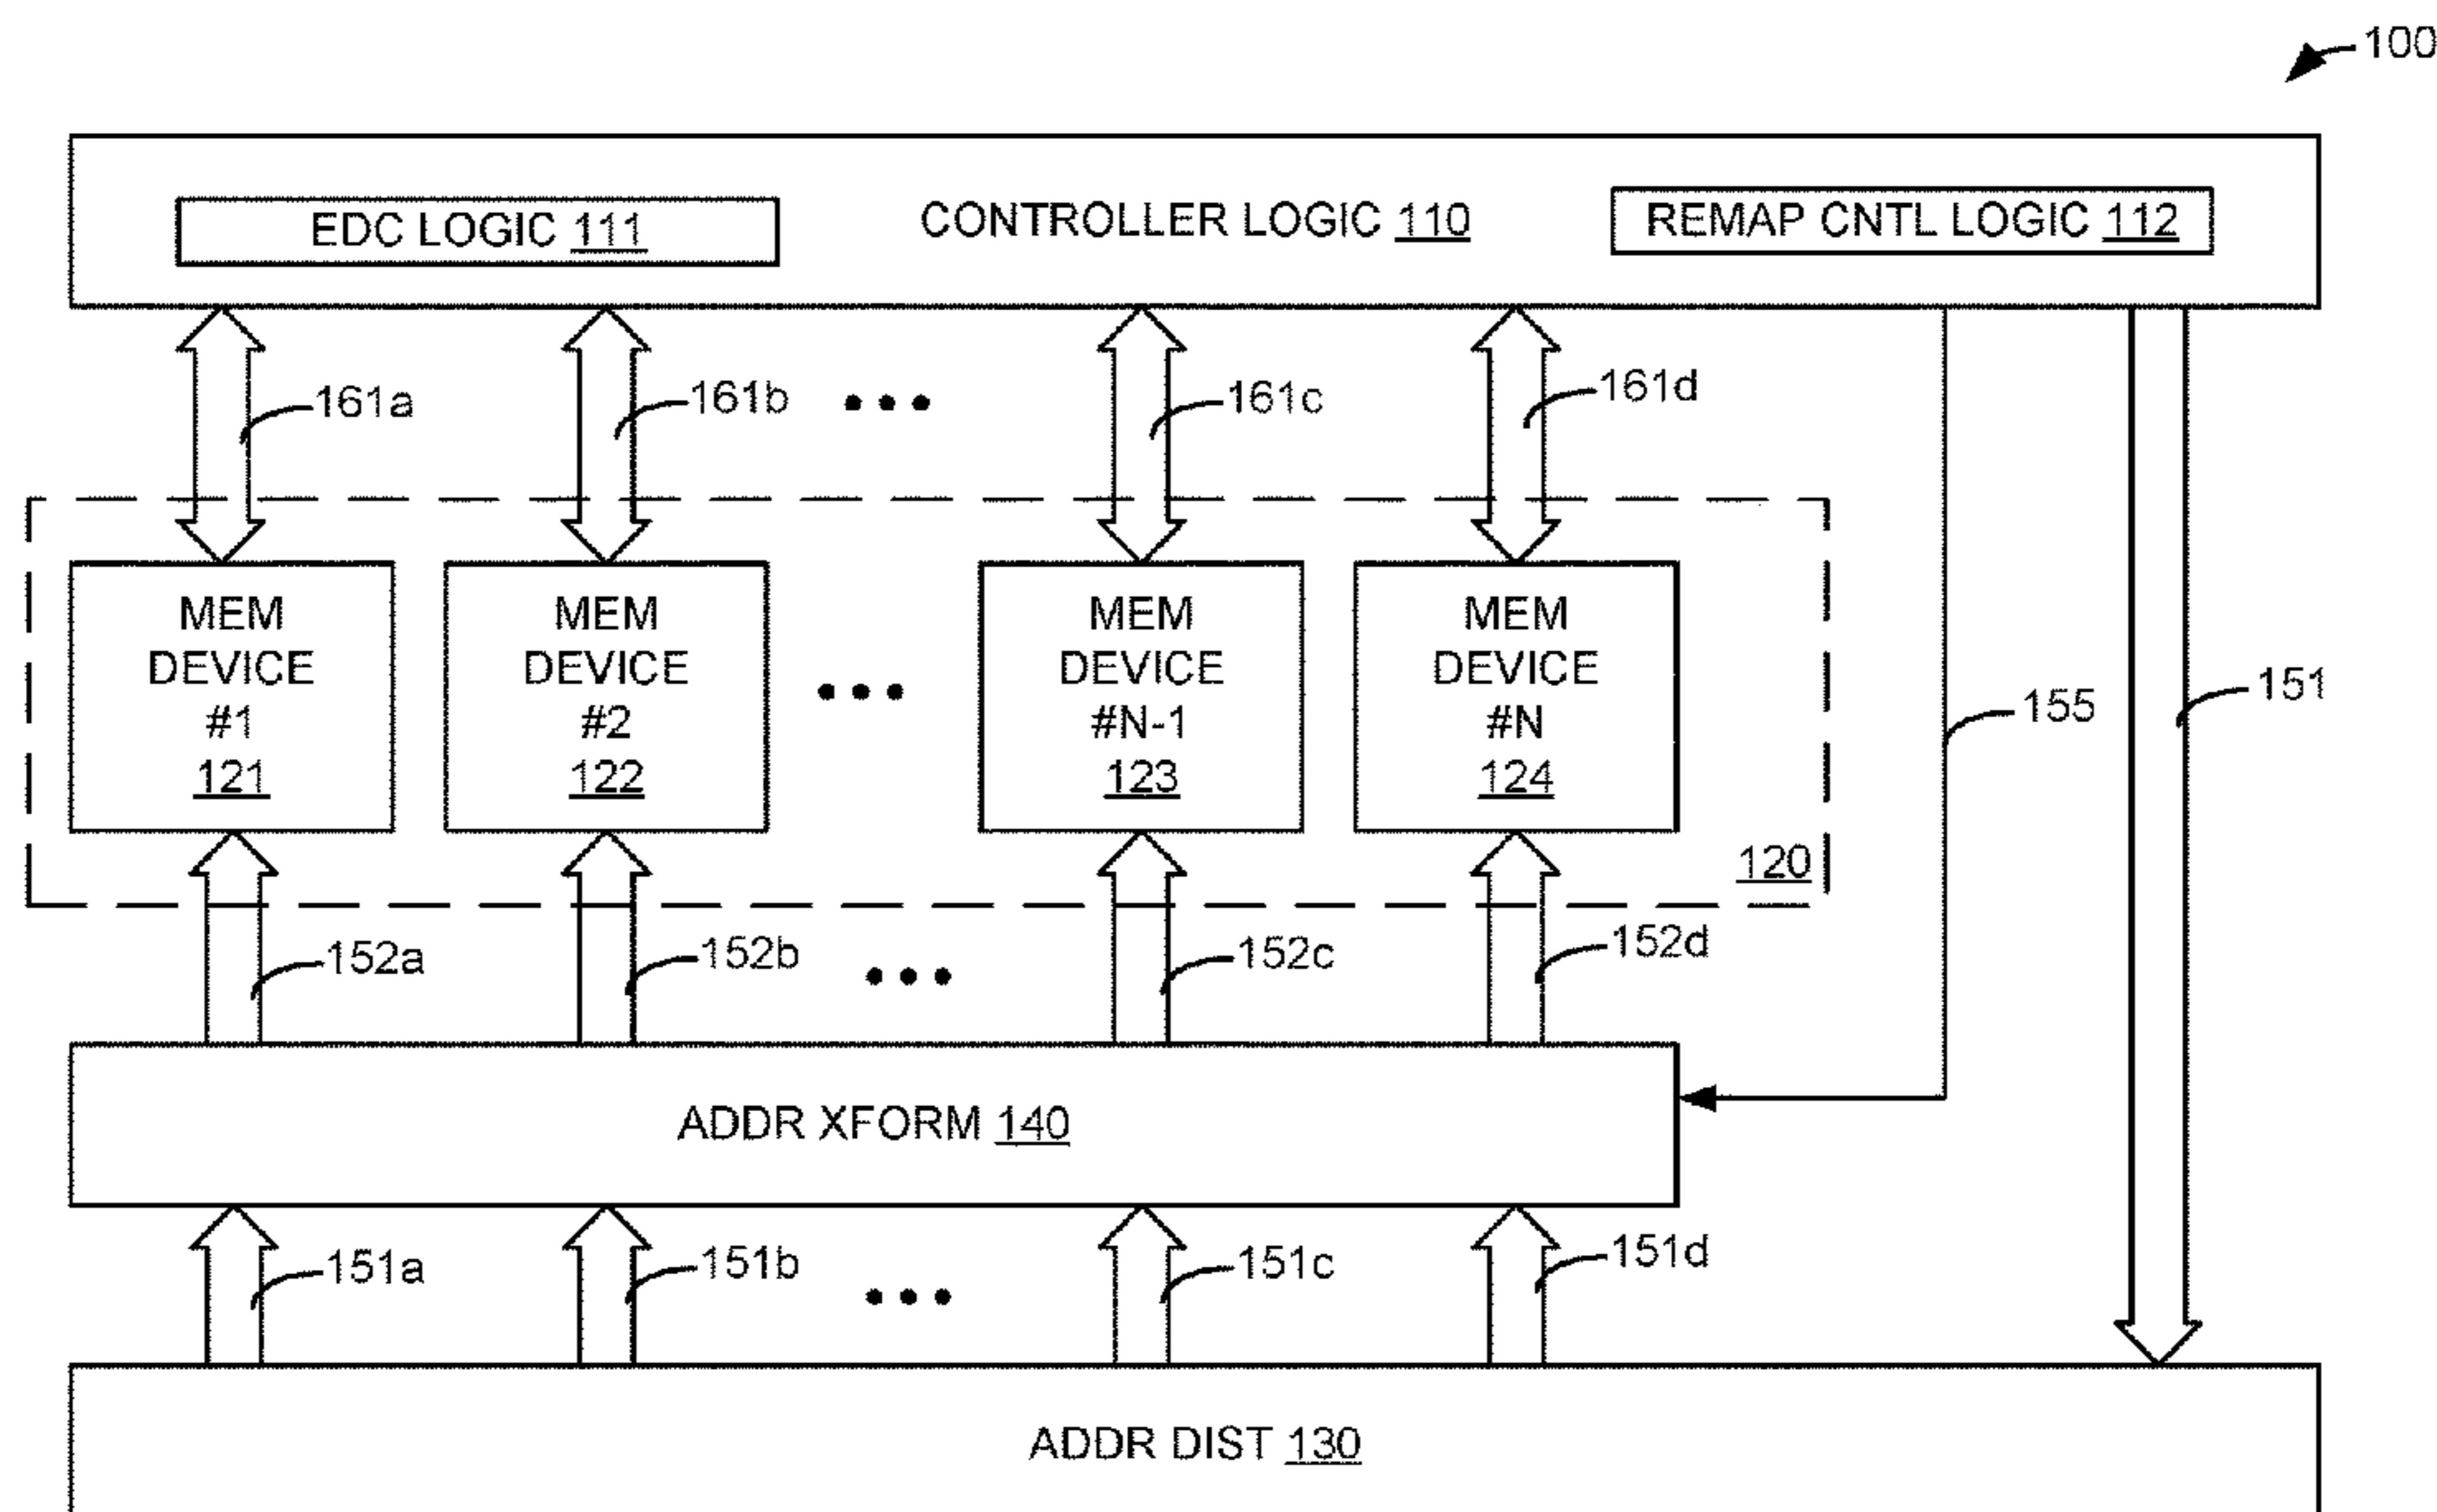 100
EDC LOGIC 111
CONTROLLER LOGIC 110
REMAP CNTL LOGIC 112
161a
161b
161c
161d
MEM
DEVICE
#1
121
MEM
DEVICE
#2
122
MEM
DEVICE
#N-1
123
MEM
DEVICE
#N
124
155
151
120
152a
152b
152c
152d
ADDR XFORM 140
151a
151b
151c
151d
ADDR DIST 130